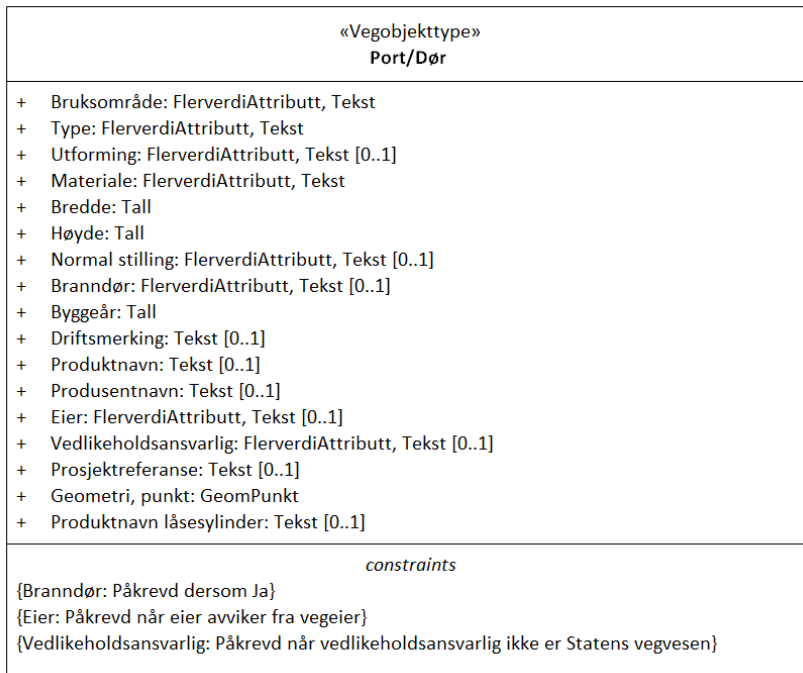 «Vegobjekttype»
Port/Dør
+ Bruksområde: FlerverdiAttributt, Tekst
+ Type: FlerverdiAttributt, Tekst
+ Utforming: FlerverdiAttributt, Tekst [0..1]
+ Materiale: FlerverdiAttributt, Tekst
+ Bredde: Tall
+ Høyde: Tall
+ Normal stilling: FlerverdiAttributt, Tekst [0..1]
+ Branndør: FlerverdiAttributt, Tekst [0..1]
+ Byggeår: Tall
+ Driftsmerking: Tekst [0..1]
+ Produktnavn: Tekst [0..1]
+ Produsentnavn: Tekst [0..1]
+ Eier: FlerverdiAttributt, Tekst [0..1]
+ Vedlikeholdsansvarlig: FlerverdiAttributt, Tekst [0..1]
+ Prosjektreferanse: Tekst [0..1]
+ Geometri, punkt: GeomPunkt
+ Produktnavn låsesylinder: Tekst [0..1]
constraints
{Branndør: Påkrevd dersom Ja}
{Eier: Påkrevd når eier avviker fra vegeier}
{Vedlikeholdsansvarlig: Påkrevd når vedlikeholdsansvarlig ikke er Statens vegvesen}